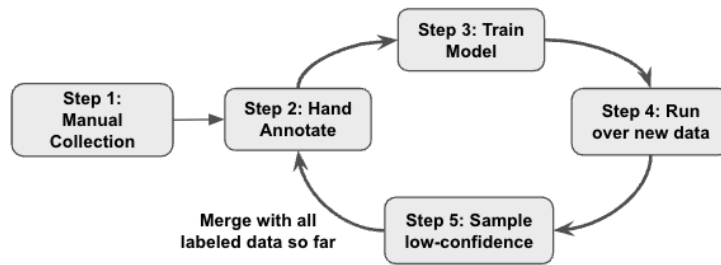 Step 1:
Manual
Collection
Step 2: Hand
Annotate
Step 3: Train
Model
Step 4: Run
over new data
Step 5: Sample
low-confidence
Merge with all
labeled data so far